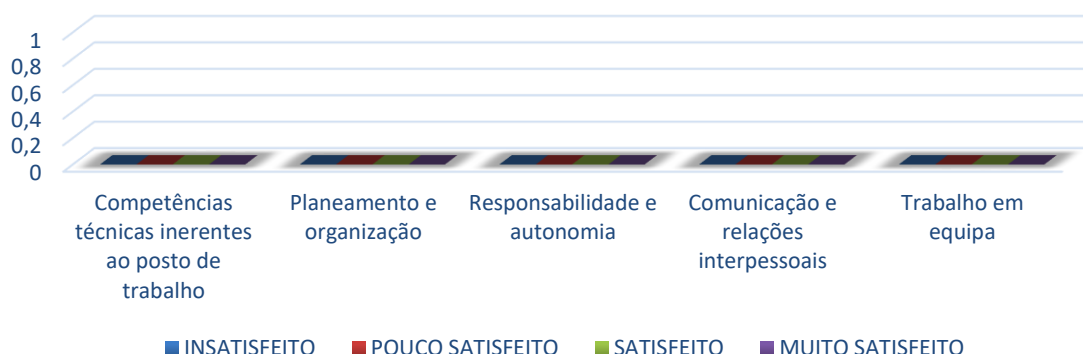 1
0,8
0,6
0,4
0,2
0
Competências
técnicas inerentes
ao posto de
trabalho
Planeamento e
organização
Responsabilidade e
autonomia
Comunicação e
relações
interpessoais
Trabalho em
equipa
INSATISFEITO POUCO SATISFEITO SATISFEITO MUITO SATISFEITO